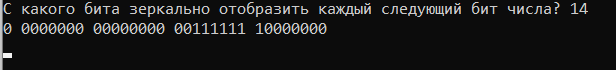 С какого бита зеркально отобразить каждый следующий бит числа? 14
0 0000000 00000000 00111111 10000000